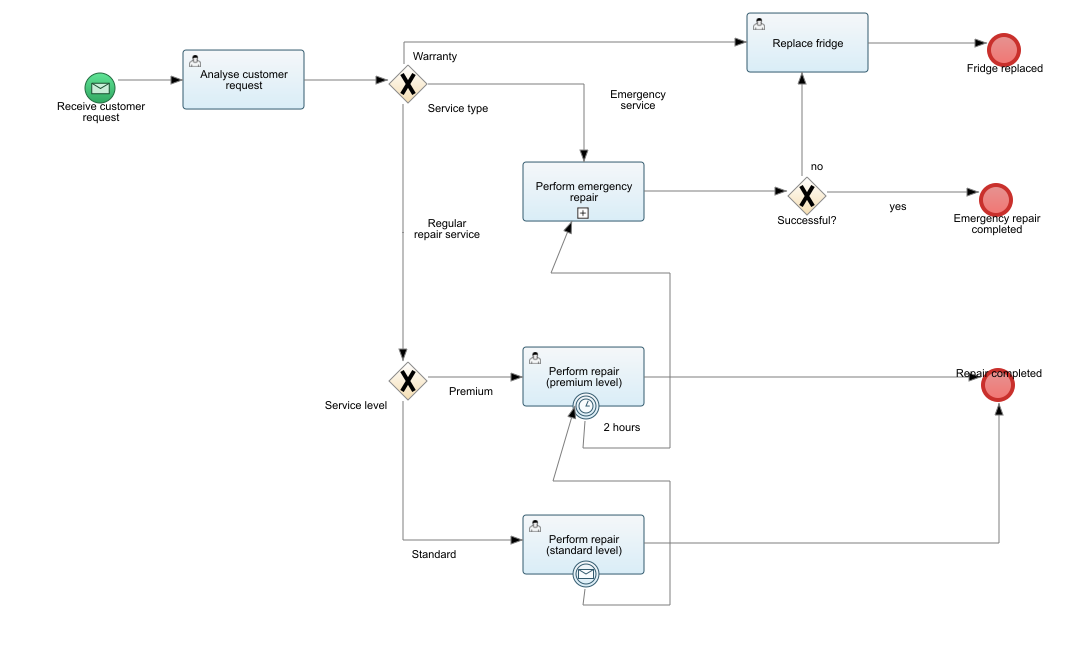 Replace fridge
Warranty
Fridge replaced
Analyse customer
request
Receive customer
request
Service type
Emergency
service
no
Perform emergency
repair
yes
Successful?
Emergency repair
completed
Regular
repair service
Perform repair
(premium level)
Repair completed
Premium
Service level
2 hours
Perform repair
(standard level)
Standard